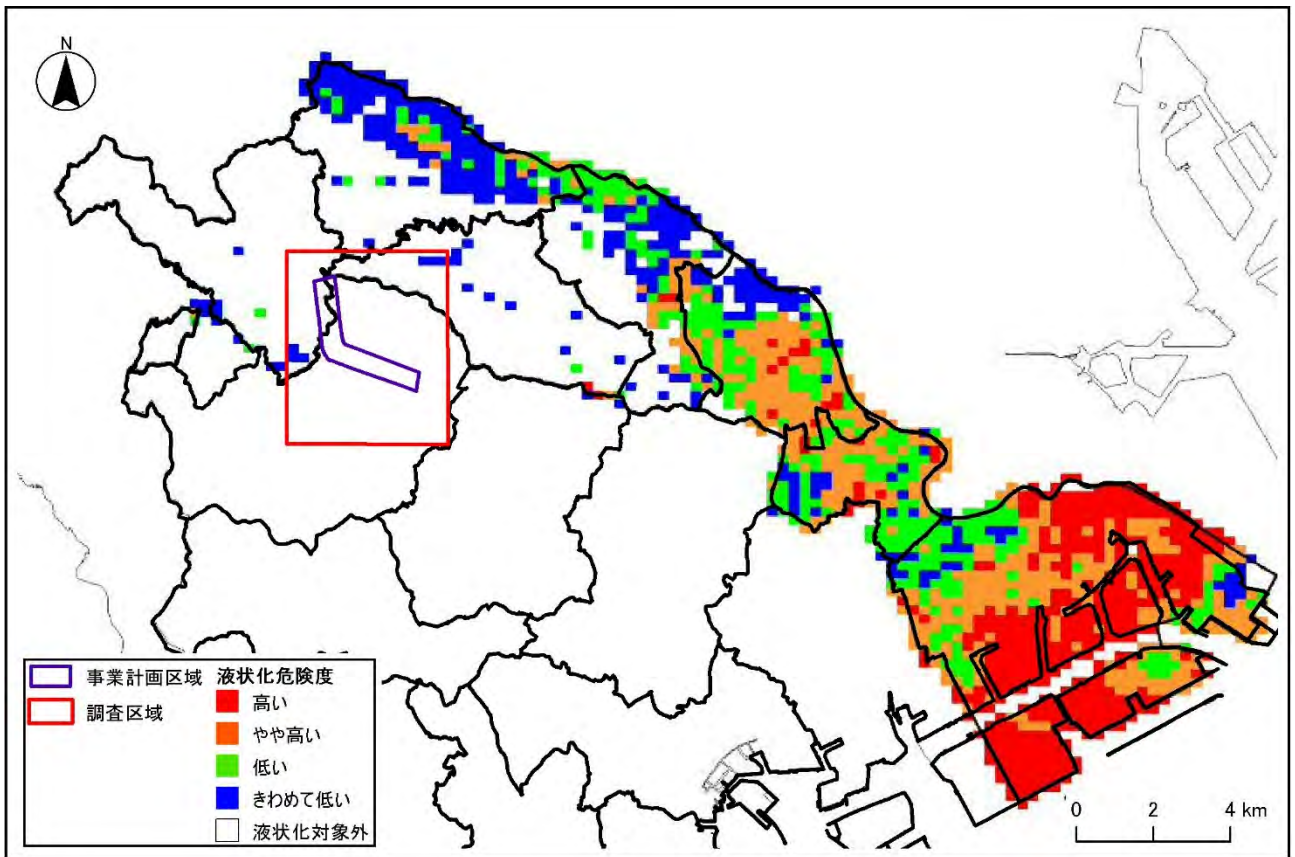 N
事業計画区域
調査区域
液状化危険度
高い
やや高い
低い
きわめて低い
液状化対象外
0 2 4 km